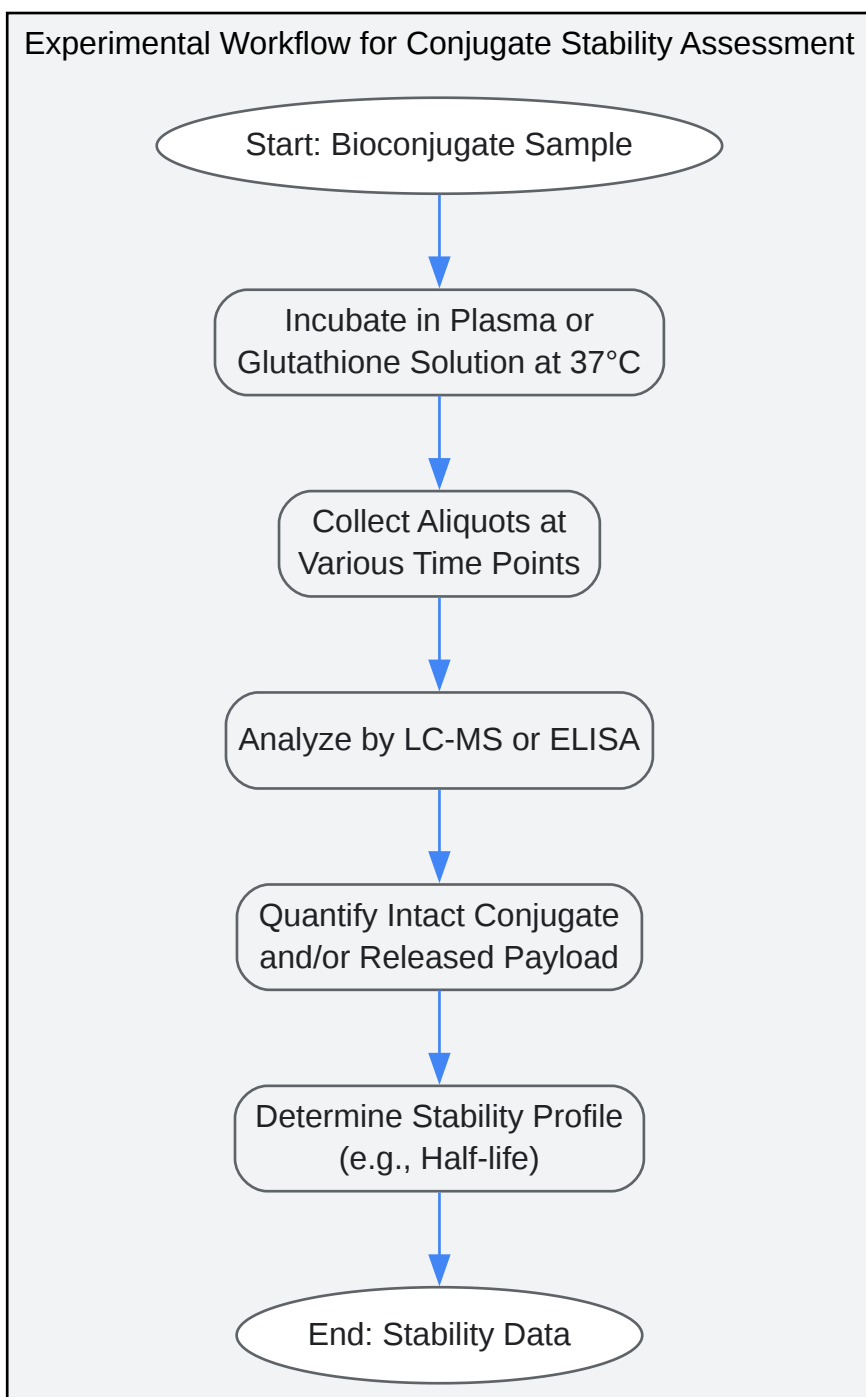 Experimental Workflow for Conjugate Stability Assessment
Start: Bioconjugate Sample
Incubate in Plasma or
Glutathione Solution at 37°C
Collect Aliquots at
Various Time Points
Analyze by LC-MS or ELISA
Quantify Intact Conjugate
and/or Released Payload
Determine Stability Profile
(e.g., Half-life)
End: Stability Data